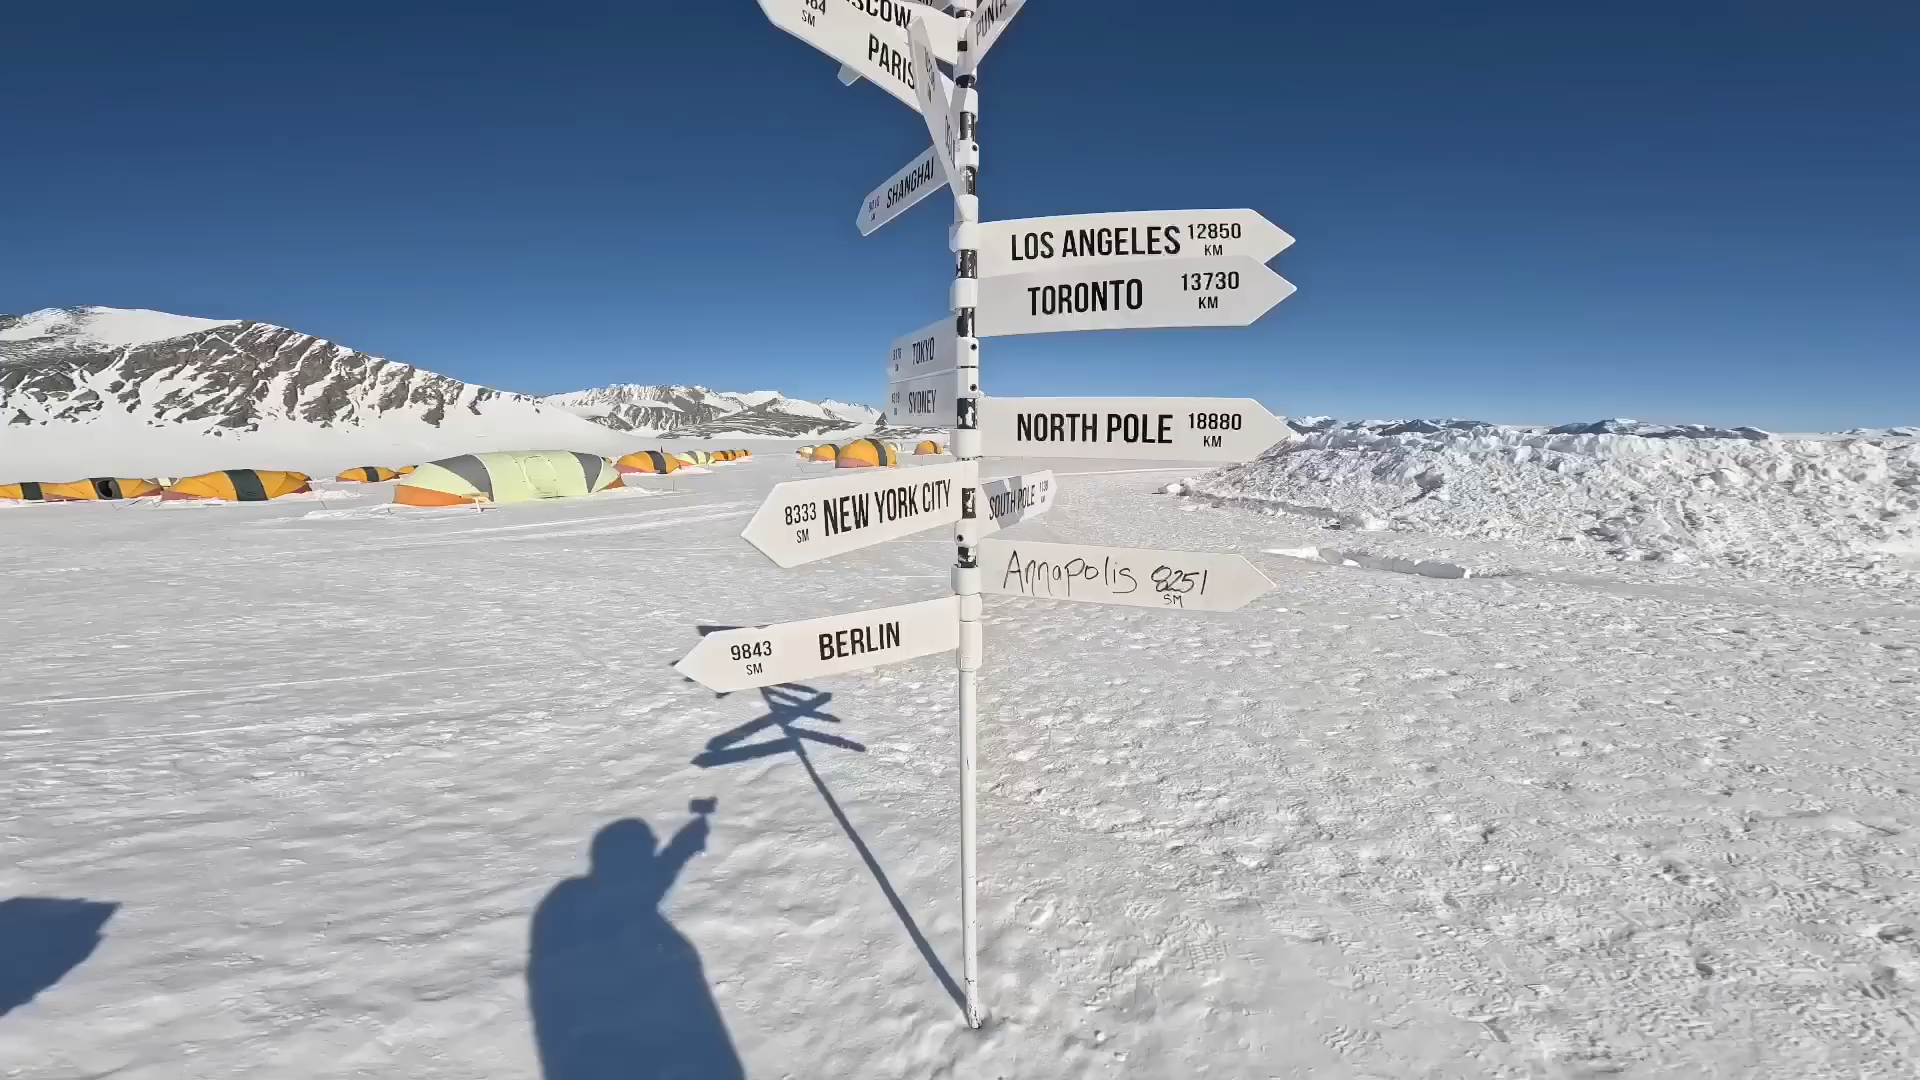 PARIS
SHANGHAI
LOS ANGELES 12850
KM
TORONTO 13730
KM
TOKYO
SYDNEY
NORTH POLE 18880
KM
8333 NEW YORK CITY
SM
SOUTH POLE
Annapolis 8251
SM
9843 BERLIN
SM